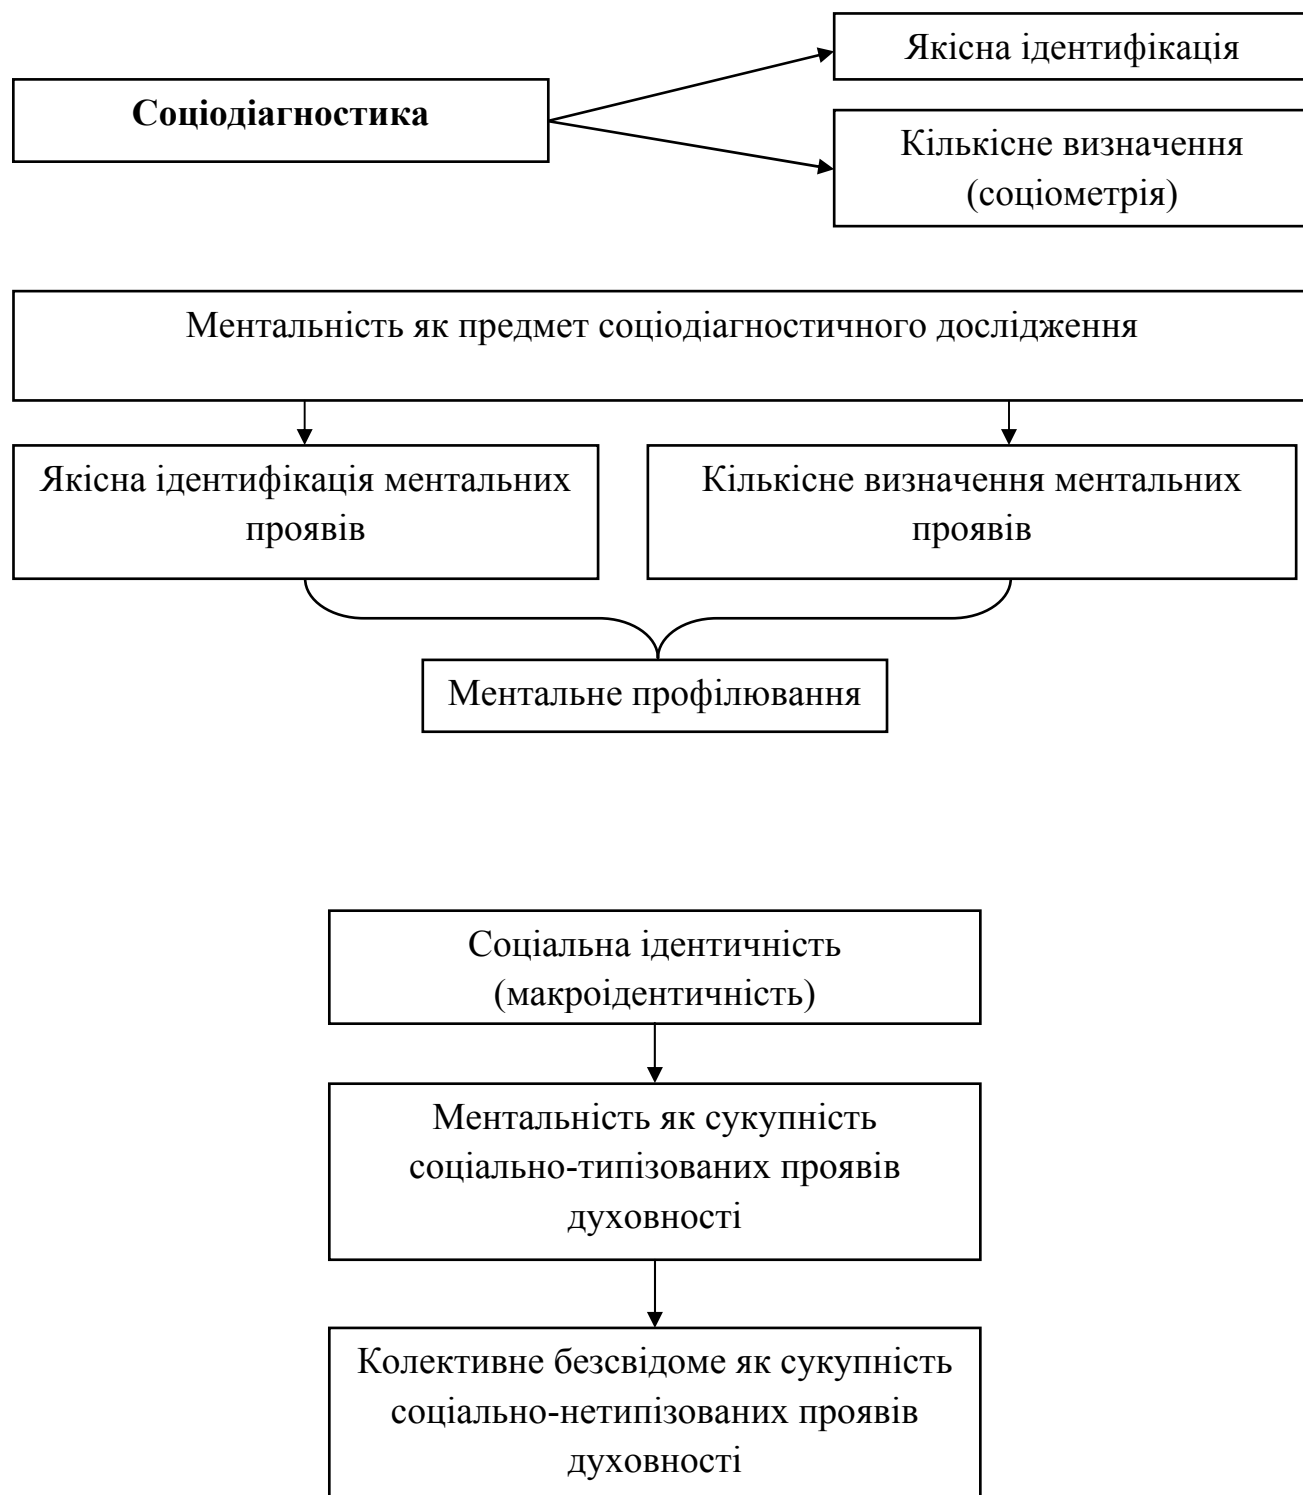 Якісна ідентифікація
Соціодіагностика
Кількісне визначення
(соціометрія)
Ментальність як предмет соціодіагностичного дослідження
Якісна ідентифікація ментальних
проявів
Кількісне визначення ментальних
проявів
Ментальне профілювання
Соціальна ідентичність
(макроідентичність)
Ментальність як сукупність
соціально-типізованих проявів
духовності
Колективне безсвідоме як сукупність
соціально-нетипізованих проявів
духовності